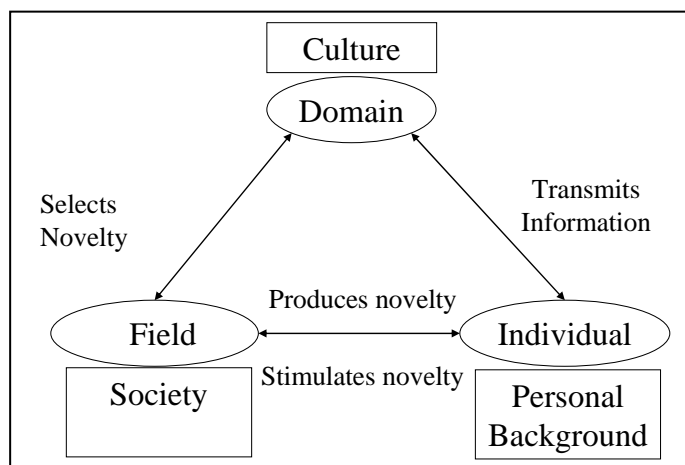 Culture
Domain
Selects
Novelty
Transmits
Information
Produces novelty
Field
Individual
Stimulates novelty
Society
Personal
Background